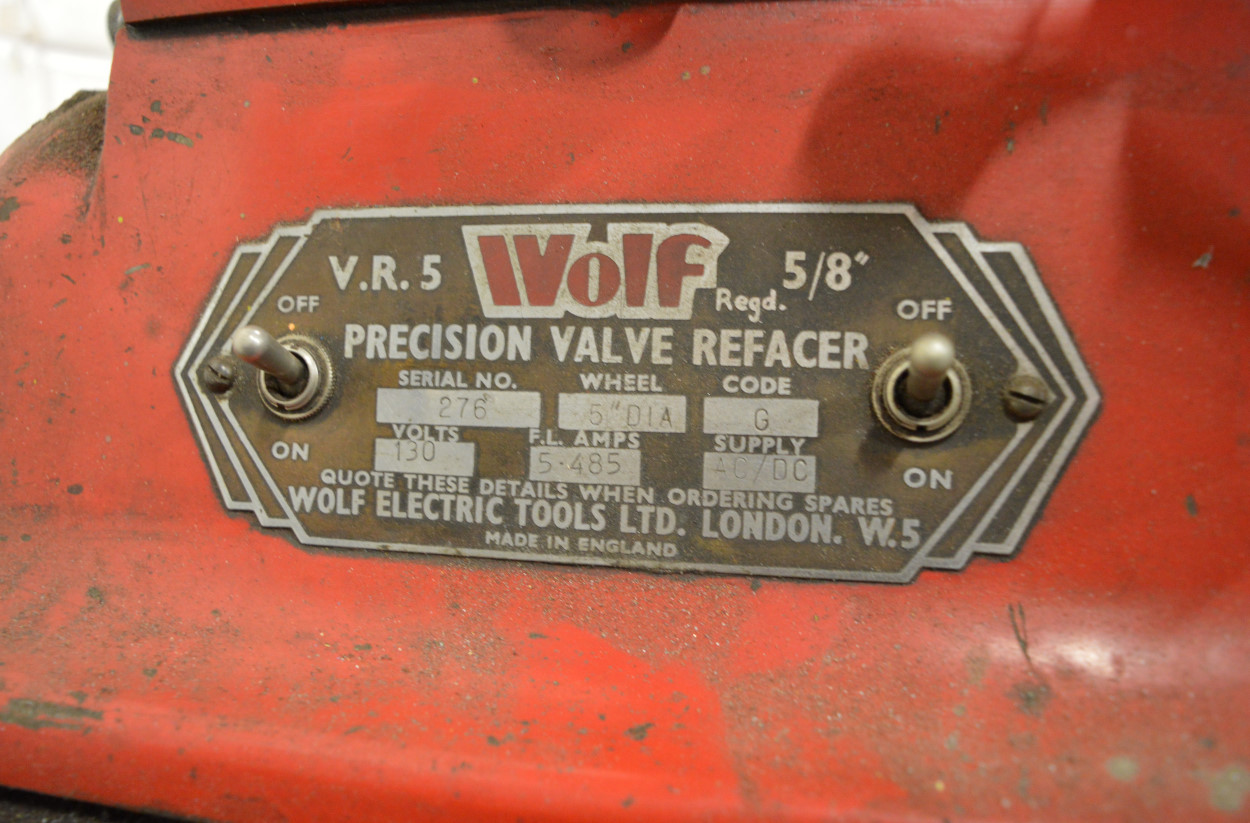 V.R. 5 Wolf Regd. 5/8"
OFF OFF
PRECISION VALVE REFACER
SERIAL NO. WHEEL CODE
276 5"DIA G
VOLTS F.L. AMPS SUPPLY
130 5·485 AC/DC
ON ON
QUOTE THESE DETAILS WHEN ORDERING SPARES
WOLF ELECTRIC TOOLS LTD. LONDON. W.5
MADE IN ENGLAND